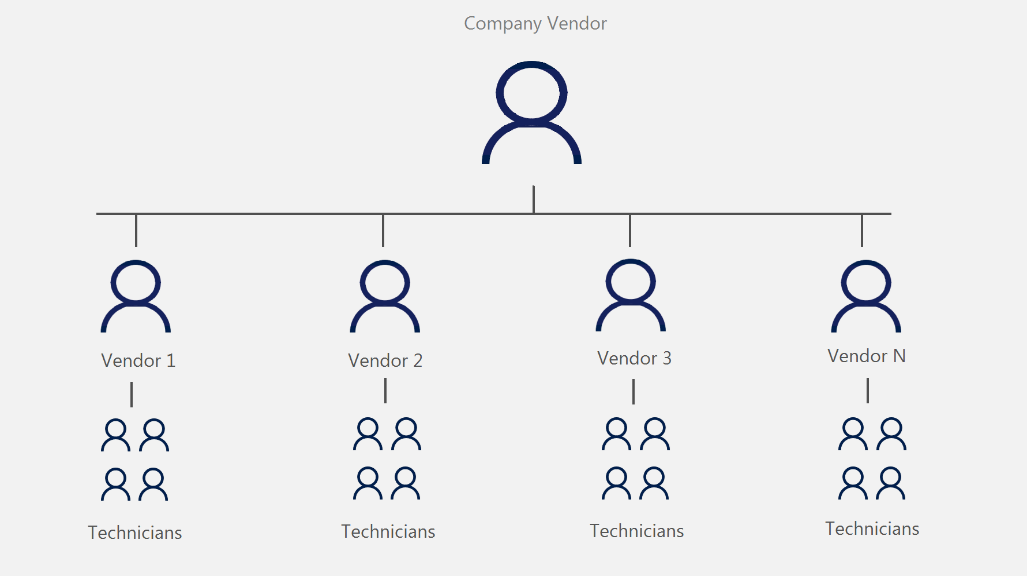 Company Vendor
Vendor 1
Vendor 2
Vendor 3
Vendor N
Technicians
Technicians
Technicians
Technicians